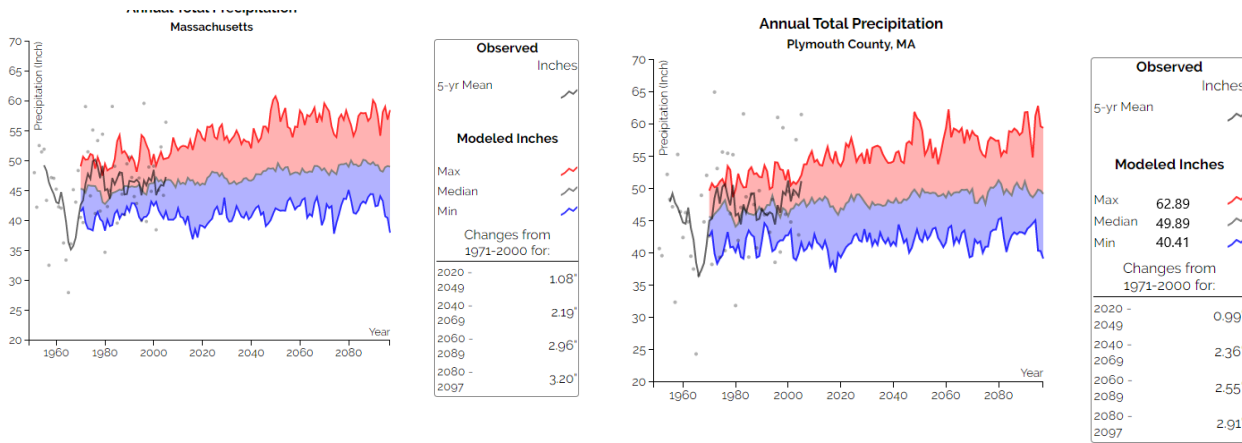 Annual Total Precipitation
Massachusetts
Precipitation (Inch)
70
65
60
55
50
45
40
35
30
25
20
1960
1980
2000
2020
2040
2060
2080
Year
Observed
Inches
5-yr Mean
Modeled Inches
Max
Median
Min
Changes from
1971-2000 for:
2020 -
2049
1.08"
2040 -
2069
2.19"
2060 -
2089
2.96"
2080 -
2097
3.20"
Annual Total Precipitation
Plymouth County, MA
Precipitation (Inch)
70
65
60
55
50
45
40
35
30
25
20
1960
1980
2000
2020
2040
2060
2080
Year
Observed
Inches
5-yr Mean
Modeled Inches
Max 62.89
Median 49.89
Min 40.41
Changes from
1971-2000 for:
2020 -
2049
0.99
2040 -
2069
2.36
2060 -
2089
2.55
2080 -
2097
2.91